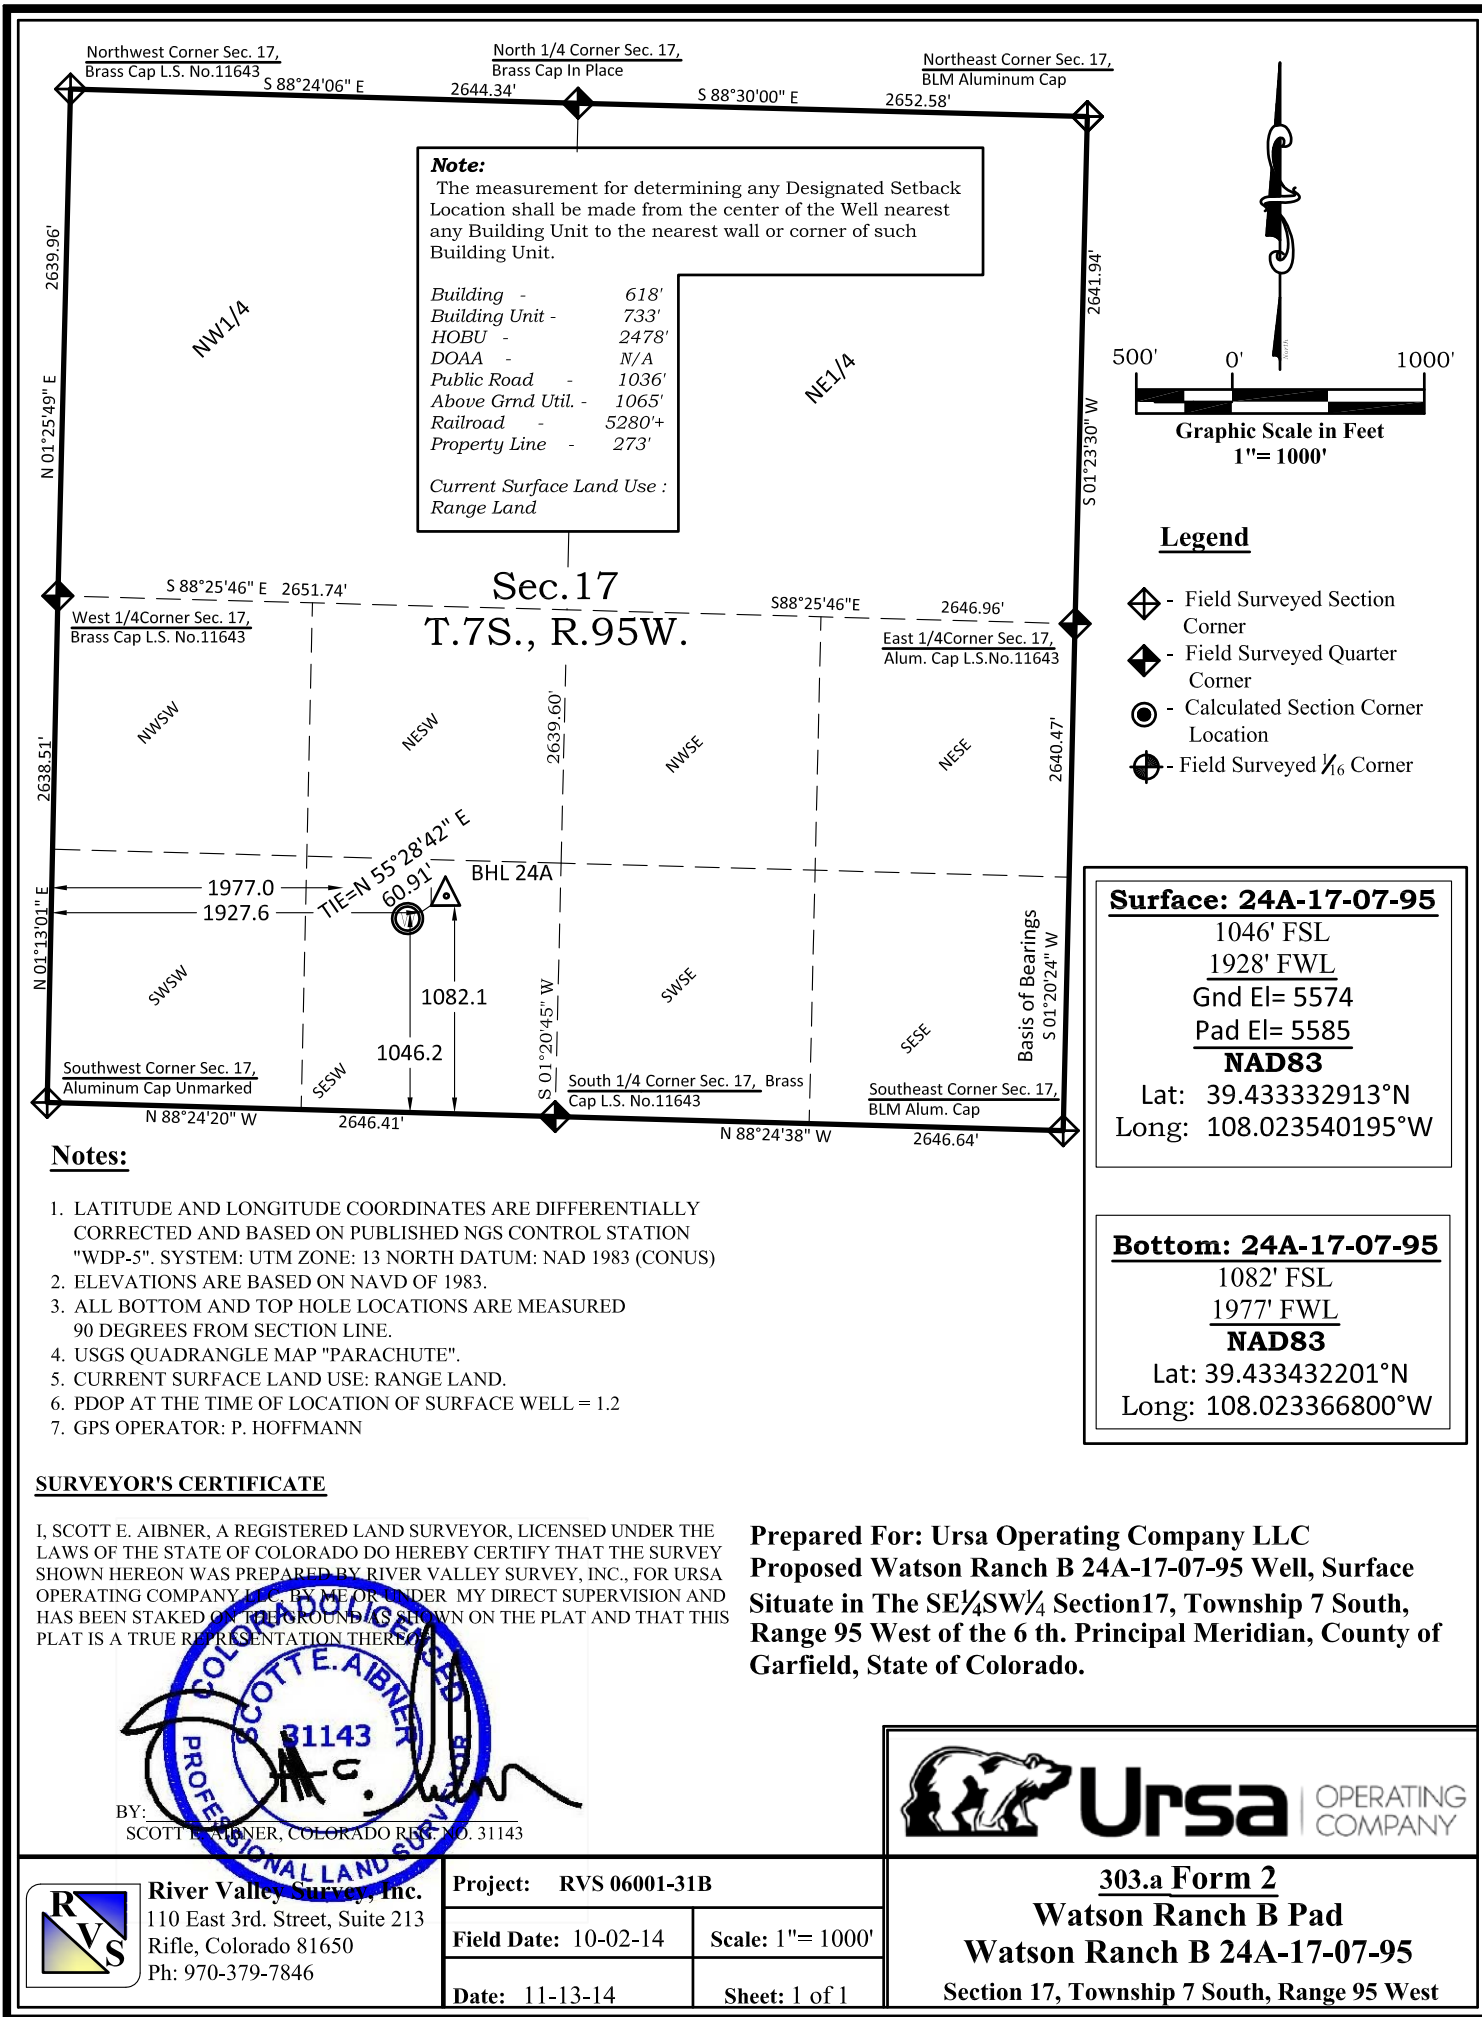 Northwest Corner Sec. 17,
Brass Cap L.S. No.11643
S 88°24'06" E
2644.34'
North 1/4 Corner Sec. 17,
Brass Cap In Place
S 88°30'00" E
2652.58'
Northeast Corner Sec. 17,
BLM Aluminum Cap
Note:
The measurement for determining any Designated Setback
Location shall be made from the center of the Well nearest
any Building Unit to the nearest wall or corner of such
Building Unit.
Building - 618'
Building Unit - 733'
HOBU - 2478'
DOAA - N/A
Public Road - 1036'
Above Grnd Util. - 1065'
Railroad - 5280'+
Property Line - 273'
Current Surface Land Use :
Range Land
2639.96'
N 01°25'49" E
NW1/4
NE1/4
2641.94'
S 01°23'30" W
North
500' 0' 1000'
Graphic Scale in Feet
1"= 1000'
Legend
- Field Surveyed Section
Corner
- Field Surveyed Quarter
Corner
- Calculated Section Corner
Location
- Field Surveyed 1/16 Corner
S 88°25'46" E 2651.74'
Sec.17
T.7S., R.95W.
S88°25'46"E
2646.96'
West 1/4Corner Sec. 17,
Brass Cap L.S. No.11643
East 1/4Corner Sec. 17,
Alum. Cap L.S.No.11643
NWSW
NESW
2639.60'
NWSE
NESE
2638.51'
2640.47'
TIE=N 55°28'42" E
60.91'
BHL 24A
1977.0
1927.6
N 01°13'01" E
SWSW
1082.1
1046.2
SESW
S 01°20'45" W
SWSE
SESE
Basis of Bearings
S 01°20'24" W
Southwest Corner Sec. 17,
Aluminum Cap Unmarked
South 1/4 Corner Sec. 17, Brass
Cap L.S. No.11643
Southeast Corner Sec. 17,
BLM Alum. Cap
N 88°24'20" W
2646.41'
N 88°24'38" W
2646.64'
Surface: 24A-17-07-95
1046' FSL
1928' FWL
Gnd El= 5574
Pad El= 5585
NAD83
Lat: 39.433332913°N
Long: 108.023540195°W
Bottom: 24A-17-07-95
1082' FSL
1977' FWL
NAD83
Lat: 39.433432201°N
Long: 108.023366800°W
Notes:
1. LATITUDE AND LONGITUDE COORDINATES ARE DIFFERENTIALLY
CORRECTED AND BASED ON PUBLISHED NGS CONTROL STATION
"WDP-5". SYSTEM: UTM ZONE: 13 NORTH DATUM: NAD 1983 (CONUS)
2. ELEVATIONS ARE BASED ON NAVD OF 1983.
3. ALL BOTTOM AND TOP HOLE LOCATIONS ARE MEASURED
90 DEGREES FROM SECTION LINE.
4. USGS QUADRANGLE MAP "PARACHUTE".
5. CURRENT SURFACE LAND USE: RANGE LAND.
6. PDOP AT THE TIME OF LOCATION OF SURFACE WELL = 1.2
7. GPS OPERATOR: P. HOFFMANN
SURVEYOR'S CERTIFICATE
I, SCOTT E. AIBNER, A REGISTERED LAND SURVEYOR, LICENSED UNDER THE
LAWS OF THE STATE OF COLORADO DO HEREBY CERTIFY THAT THE SURVEY
SHOWN HEREON WAS PREPARED BY RIVER VALLEY SURVEY, INC., FOR URSA
OPERATING COMPANY LLC, BY ME OR UNDER MY DIRECT SUPERVISION AND
HAS BEEN STAKED ON THE GROUND AS SHOWN ON THE PLAT AND THAT THIS
PLAT IS A TRUE REPRESENTATION THEREOF.
COLORADO LICENSED
SCOTT E. AIBNER
31143
PROFESSIONAL LAND SURVEYOR
BY:
SCOTT E. AIBNER, COLORADO REG. NO. 31143
Prepared For: Ursa Operating Company LLC
Proposed Watson Ranch B 24A-17-07-95 Well, Surface
Situate in The SE1/4SW1/4 Section17, Township 7 South,
Range 95 West of the 6 th. Principal Meridian, County of
Garfield, State of Colorado.
Ursa OPERATING
COMPANY
RVS
River Valley Survey, Inc.
110 East 3rd. Street, Suite 213
Rifle, Colorado 81650
Ph: 970-379-7846
Project: RVS 06001-31B
Field Date: 10-02-14
Scale: 1"= 1000'
Date: 11-13-14
Sheet: 1 of 1
303.a Form 2
Watson Ranch B Pad
Watson Ranch B 24A-17-07-95
Section 17, Township 7 South, Range 95 West